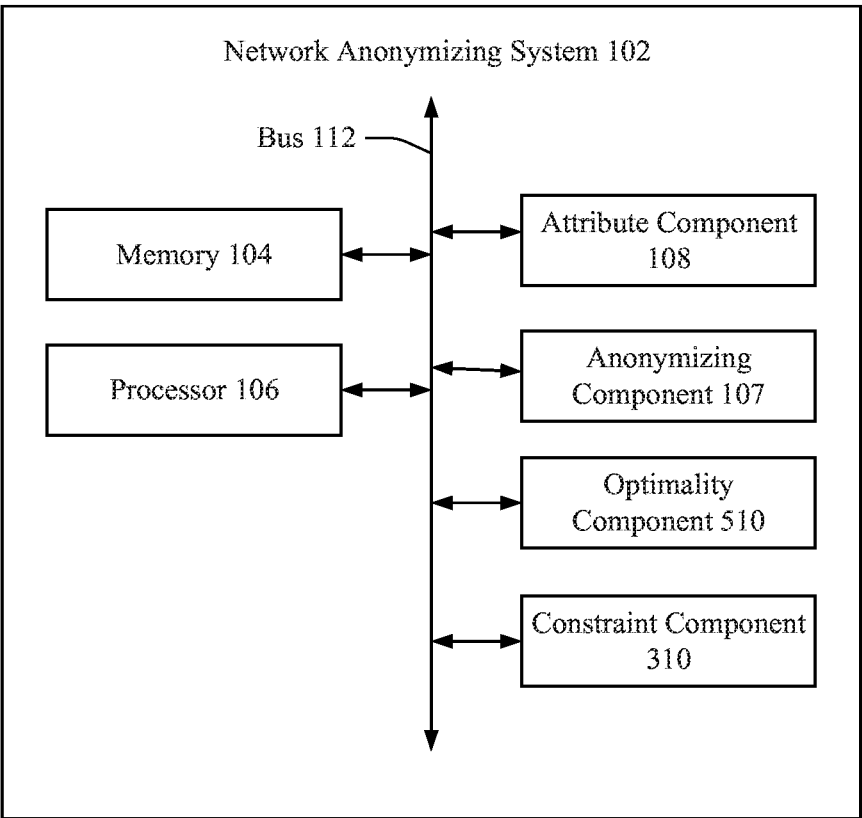 Network Anonymizing System 102
Bus 112
Memory 104
Processor 106
Attribute Component
108
Anonymizing
Component 107
Optimality
Component 510
Constraint Component
310